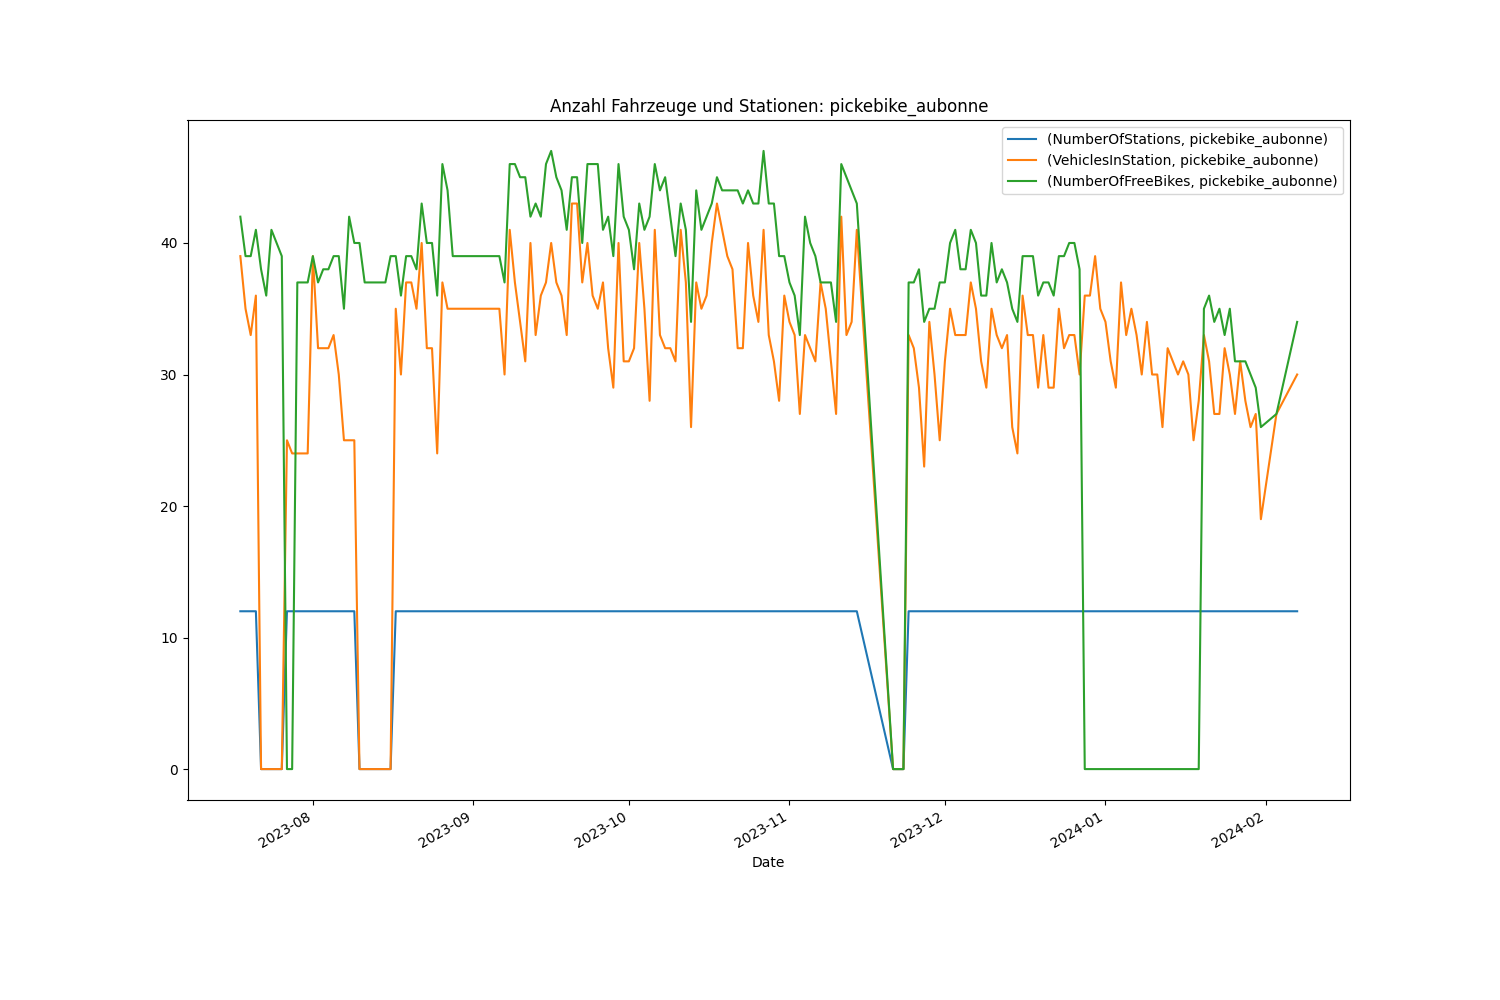 Anzahl Fahrzeuge und Stationen: pickebike_aubonne
(NumberOfStations, pickebike_aubonne)
(VehiclesInStation, pickebike_aubonne)
(NumberOfFreeBikes, pickebike_aubonne)
40
30
20
10
0
2023-08
2023-09
2023-10
2023-11
2023-12
2024-01
2024-02
Date